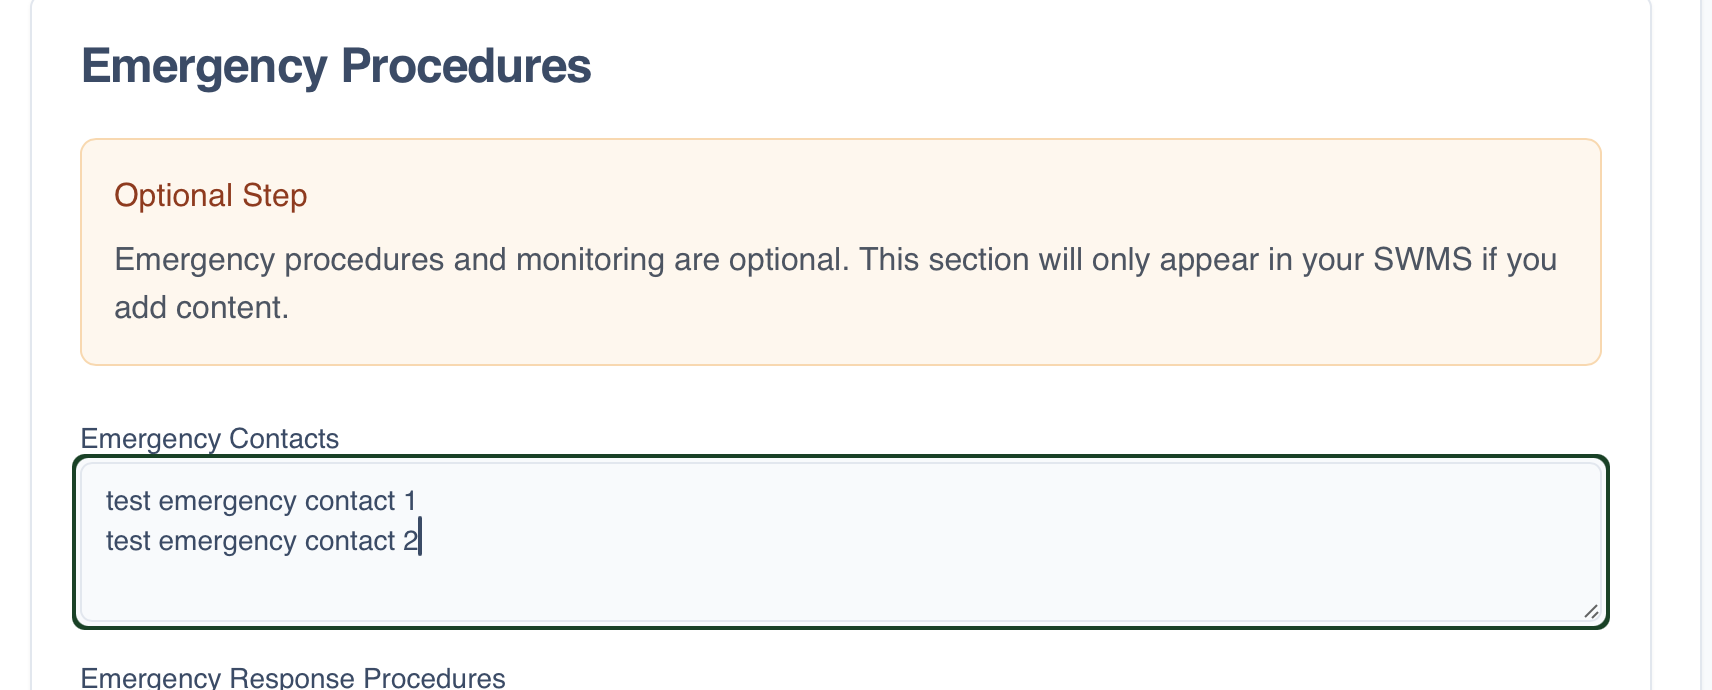 Emergency Procedures
Optional Step
Emergency procedures and monitoring are optional. This section will only appear in your SWMS if you
add content.
Emergency Contacts
test emergency contact 1
test emergency contact 2
Emergency Response Procedures